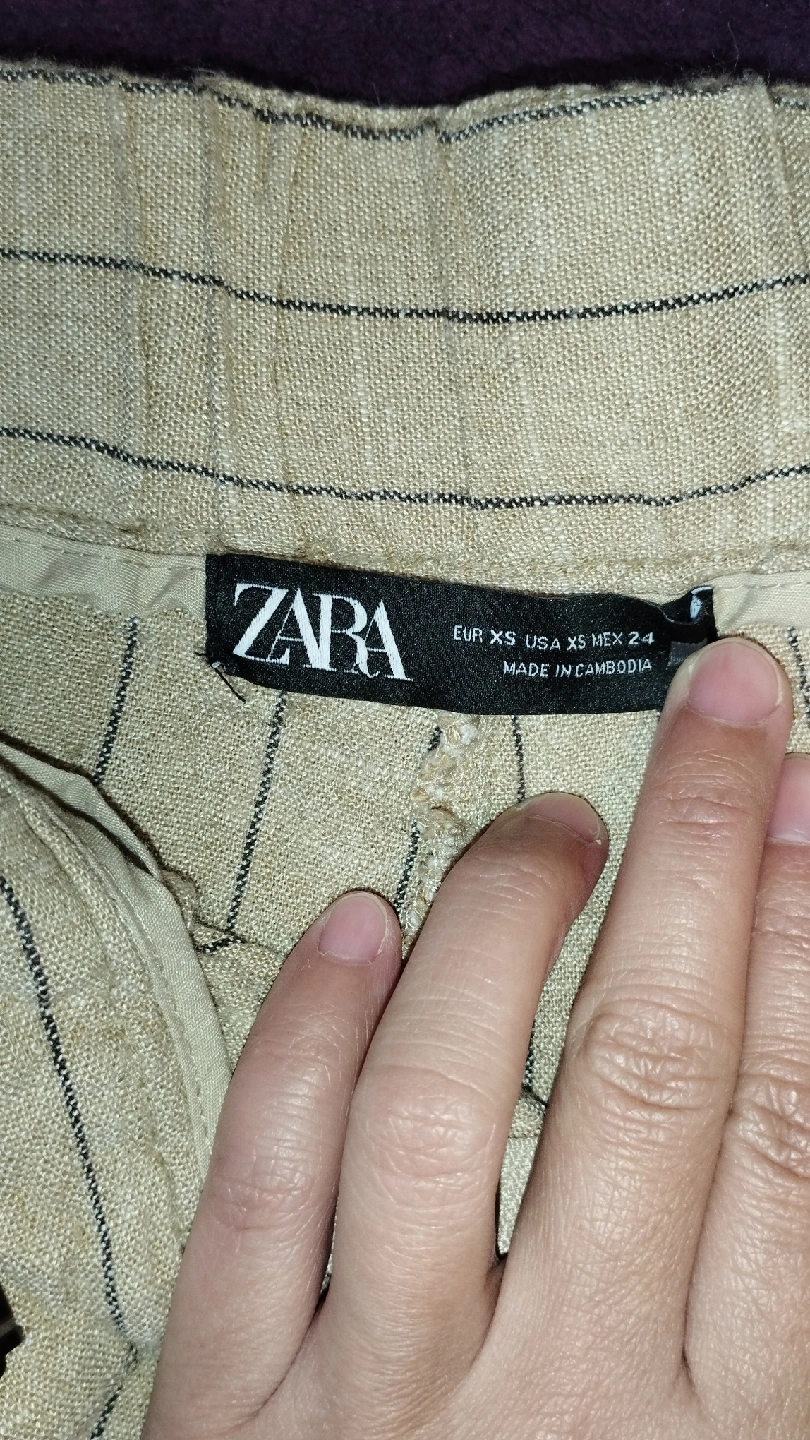 ZARA
EUR XS USA XS MEX 24
MADE IN CAMBODIA